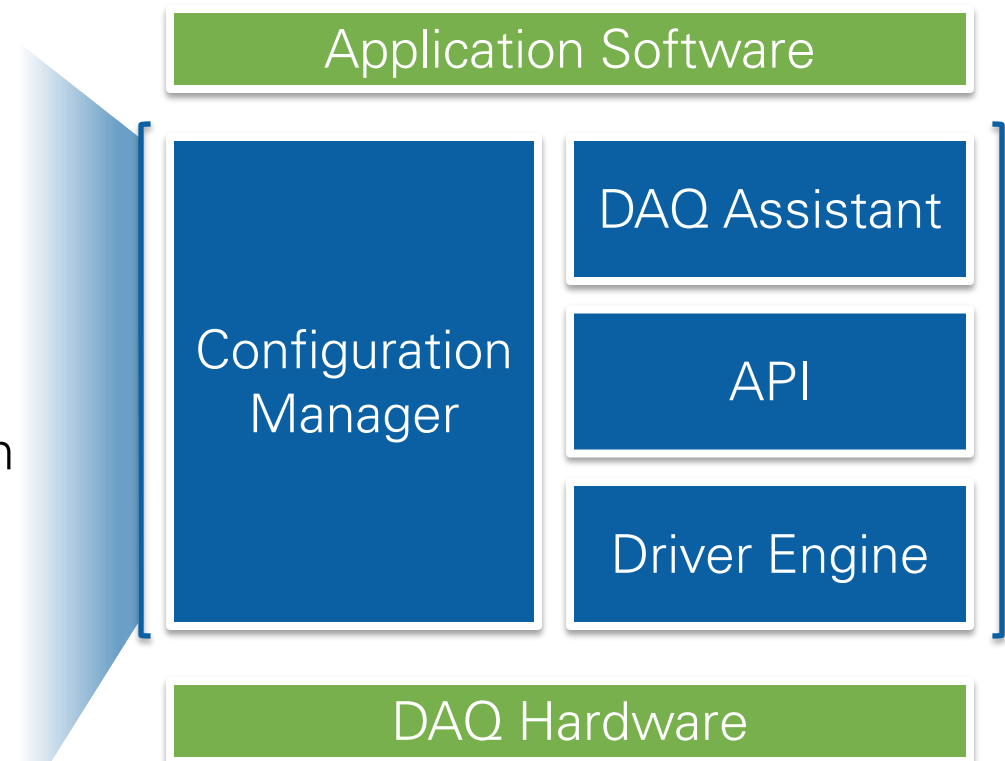 Application Software
Configuration
Manager
DAQ Assistant
API
n
Driver Engine
DAQ Hardware